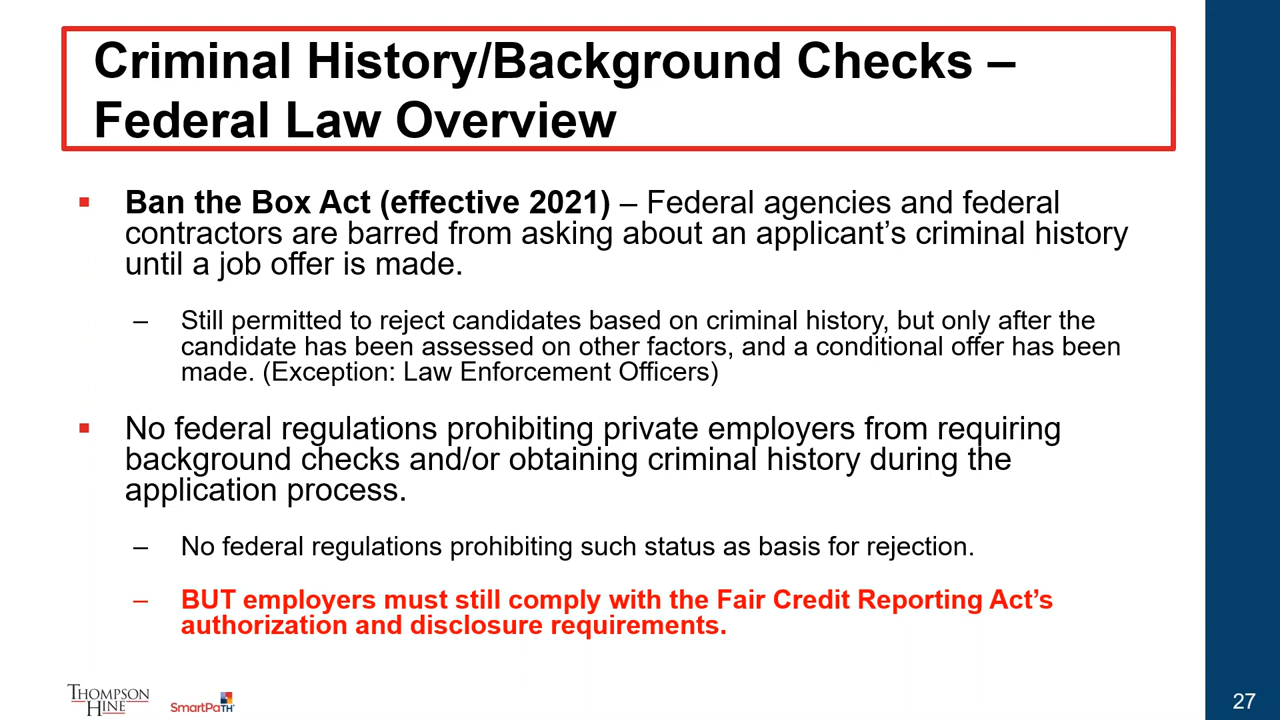 Criminal History/Background Checks –
Federal Law Overview
▪ Ban the Box Act (effective 2021) – Federal agencies and federal
contractors are barred from asking about an applicant’s criminal history
until a job offer is made.
– Still permitted to reject candidates based on criminal history, but only after the
candidate has been assessed on other factors, and a conditional offer has been
made. (Exception: Law Enforcement Officers)
▪ No federal regulations prohibiting private employers from requiring
background checks and/or obtaining criminal history during the
application process.
– No federal regulations prohibiting such status as basis for rejection.
– BUT employers must still comply with the Fair Credit Reporting Act’s
authorization and disclosure requirements.
THOMPSON
HINE
SmartPaTH
27